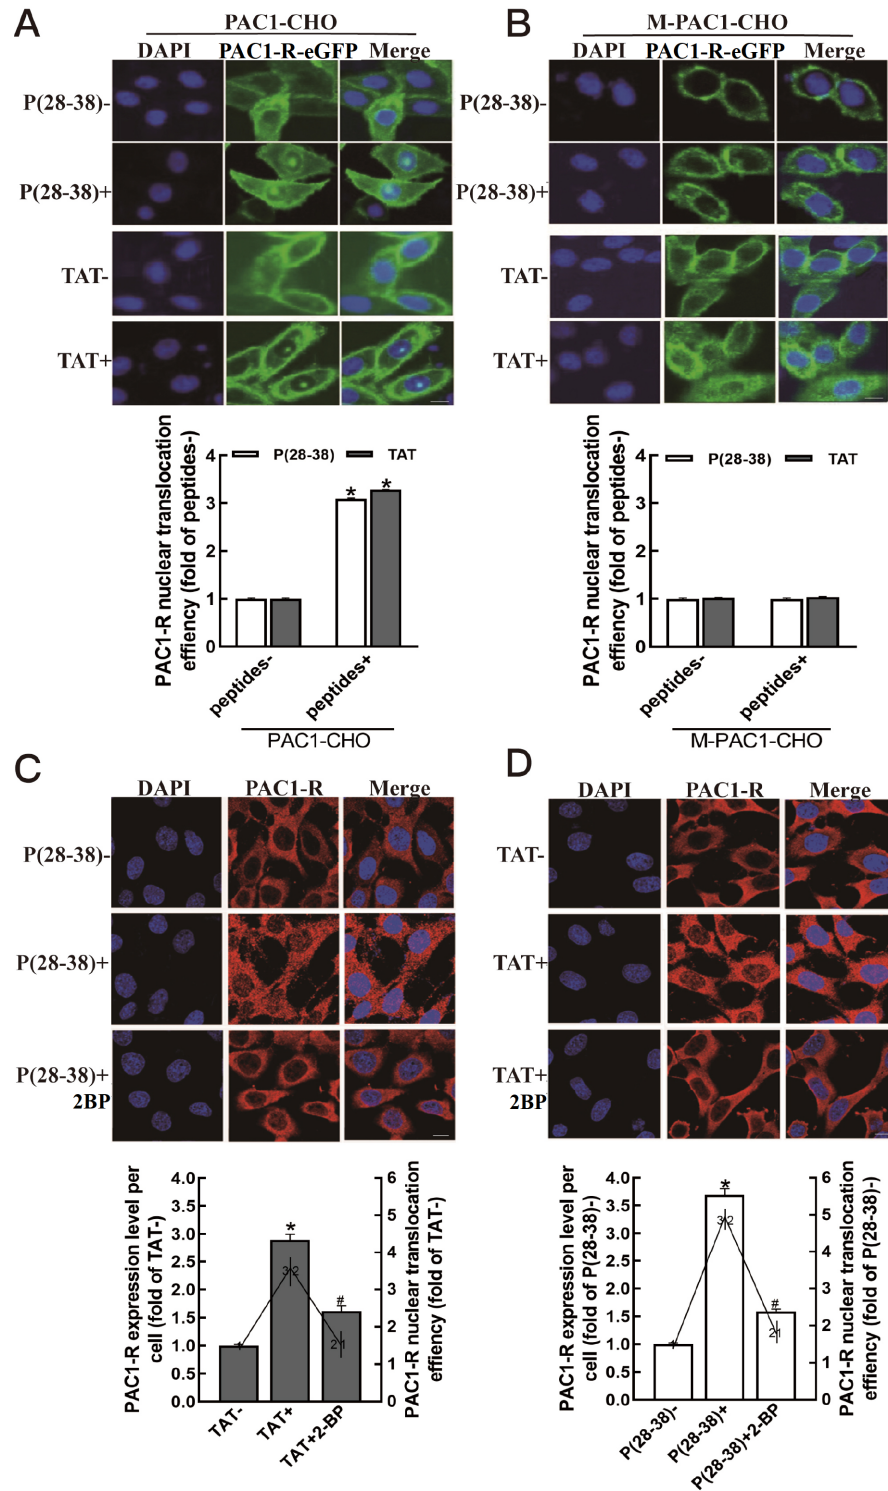 A
PAC1-CHO
DAPI PAC1-R-eGFP Merge
P(28-38)-
P(28-38)+
TAT-
TAT+
PAC1-R nuclear translocation
effiency (fold of peptides-)
4
3
2
1
0
P(28-38) TAT
* *
peptides-
peptides+
PAC1-CHO
B
M-PAC1-CHO
DAPI PAC1-R-eGFP Merge
P(28-38)-
P(28-38)+
TAT-
TAT+
PAC1-R nuclear translocation
effiency (fold of peptides-)
4
3
2
1
0
P(28-38) TAT
peptides-
peptides+
M-PAC1-CHO
C
DAPI PAC1-R Merge
P(28-38)-
P(28-38)+
P(28-38)+
2BP
PAC1-R expression level per
cell (fold of TAT-)
4.0
3.5
3.0
2.5
2.0
1.5
1.0
0.5
0.0
*
#
1
32
21
6
5
4
3
2
1
0
PAC1-R nuclear translocation
effiency (fold of TAT-)
TAT-
TAT+
TAT+2-BP
D
DAPI PAC1-R Merge
TAT-
TAT+
TAT+
2BP
PAC1-R expression level per
cell (fold of P(28-38)-)
4.0
3.5
3.0
2.5
2.0
1.5
1.0
0.5
0.0
*
#
1
32
21
6
5
4
3
2
1
0
PAC1-R nuclear translocation
effiency (fold of P(28-38)-)
P(28-38)-
P(28-38)+
P(28-38)+2-BP